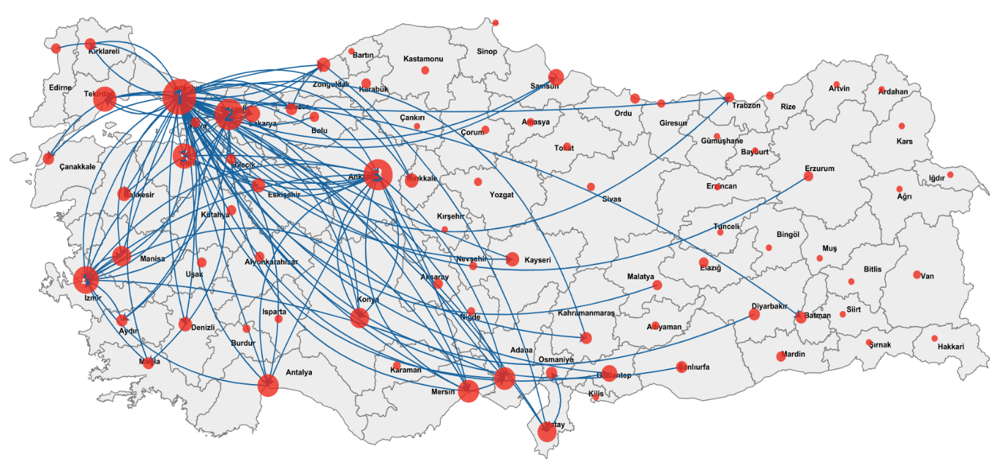 Kırklareli
Bartın
Kastamonu
Sinop
Edirne
Tekirdağ
İstanbul
Zonguldak
Karabük
Samsun
Artvin
Ardahan
1
2
Sakarya
Bolu
Çankırı
Çorum
Amasya
Ordu
Giresun
Trabzon
Rize
Tokat
Gümüşhane
Bayburt
Kars
Çanakkale
Bilecik
3
Kırıkkale
Erzurum
Iğdır
Balıkesir
Eskişehir
Yozgat
Sivas
Erzincan
Ağrı
Kütahya
Kırşehir
Tunceli
Bingöl
Manisa
Uşak
Afyonkarahisar
Nevşehir
Kayseri
Elazığ
Muş
Bitlis
Van
4
İzmir
Aksaray
Malatya
Konya
Isparta
Niğde
Kahramanmaraş
Diyarbakır
Batman
Siirt
Aydın
Denizli
Adıyaman
Burdur
Adana
Osmaniye
Mardin
Şırnak
Hakkari
Muğla
Antalya
Karaman
Gaziantep
Şanlıurfa
Mersin
Kilis
Hatay